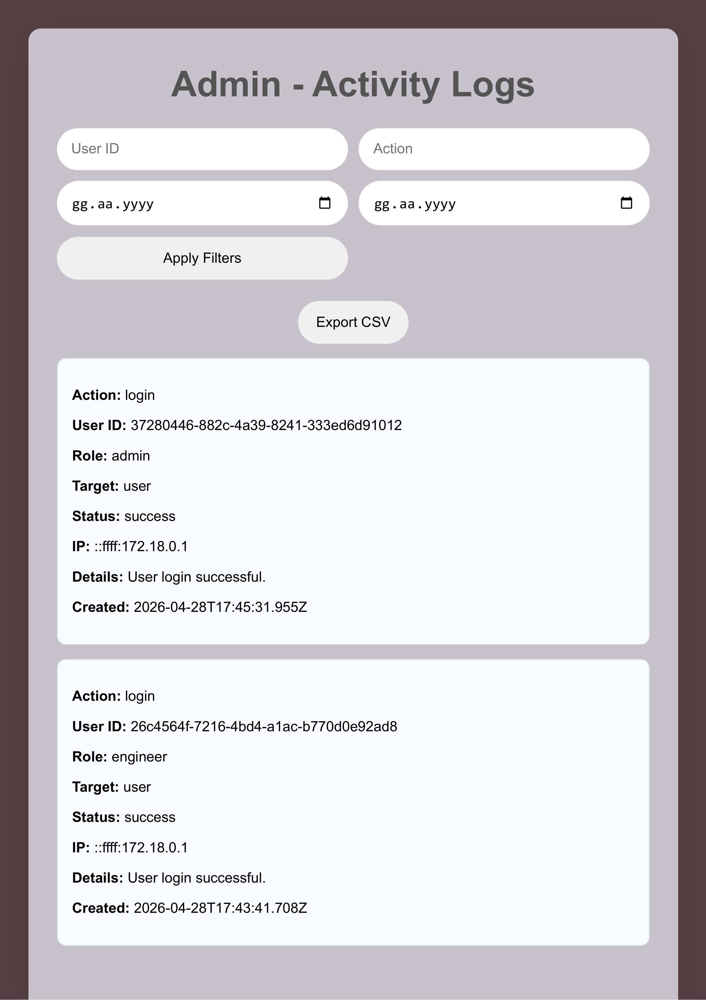 Admin - Activity Logs
User ID
Action
gg.aa.yyyy
gg.aa.yyyy
Apply Filters
Export CSV
Action: login
User ID: 37280446-882c-4a39-8241-333ed6d91012
Role: admin
Target: user
Status: success
IP: ::ffff:172.18.0.1
Details: User login successful.
Created: 2026-04-28T17:45:31.955Z
Action: login
User ID: 26c4564f-7216-4bd4-a1ac-b770d0e92ad8
Role: engineer
Target: user
Status: success
IP: ::ffff:172.18.0.1
Details: User login successful.
Created: 2026-04-28T17:43:41.708Z